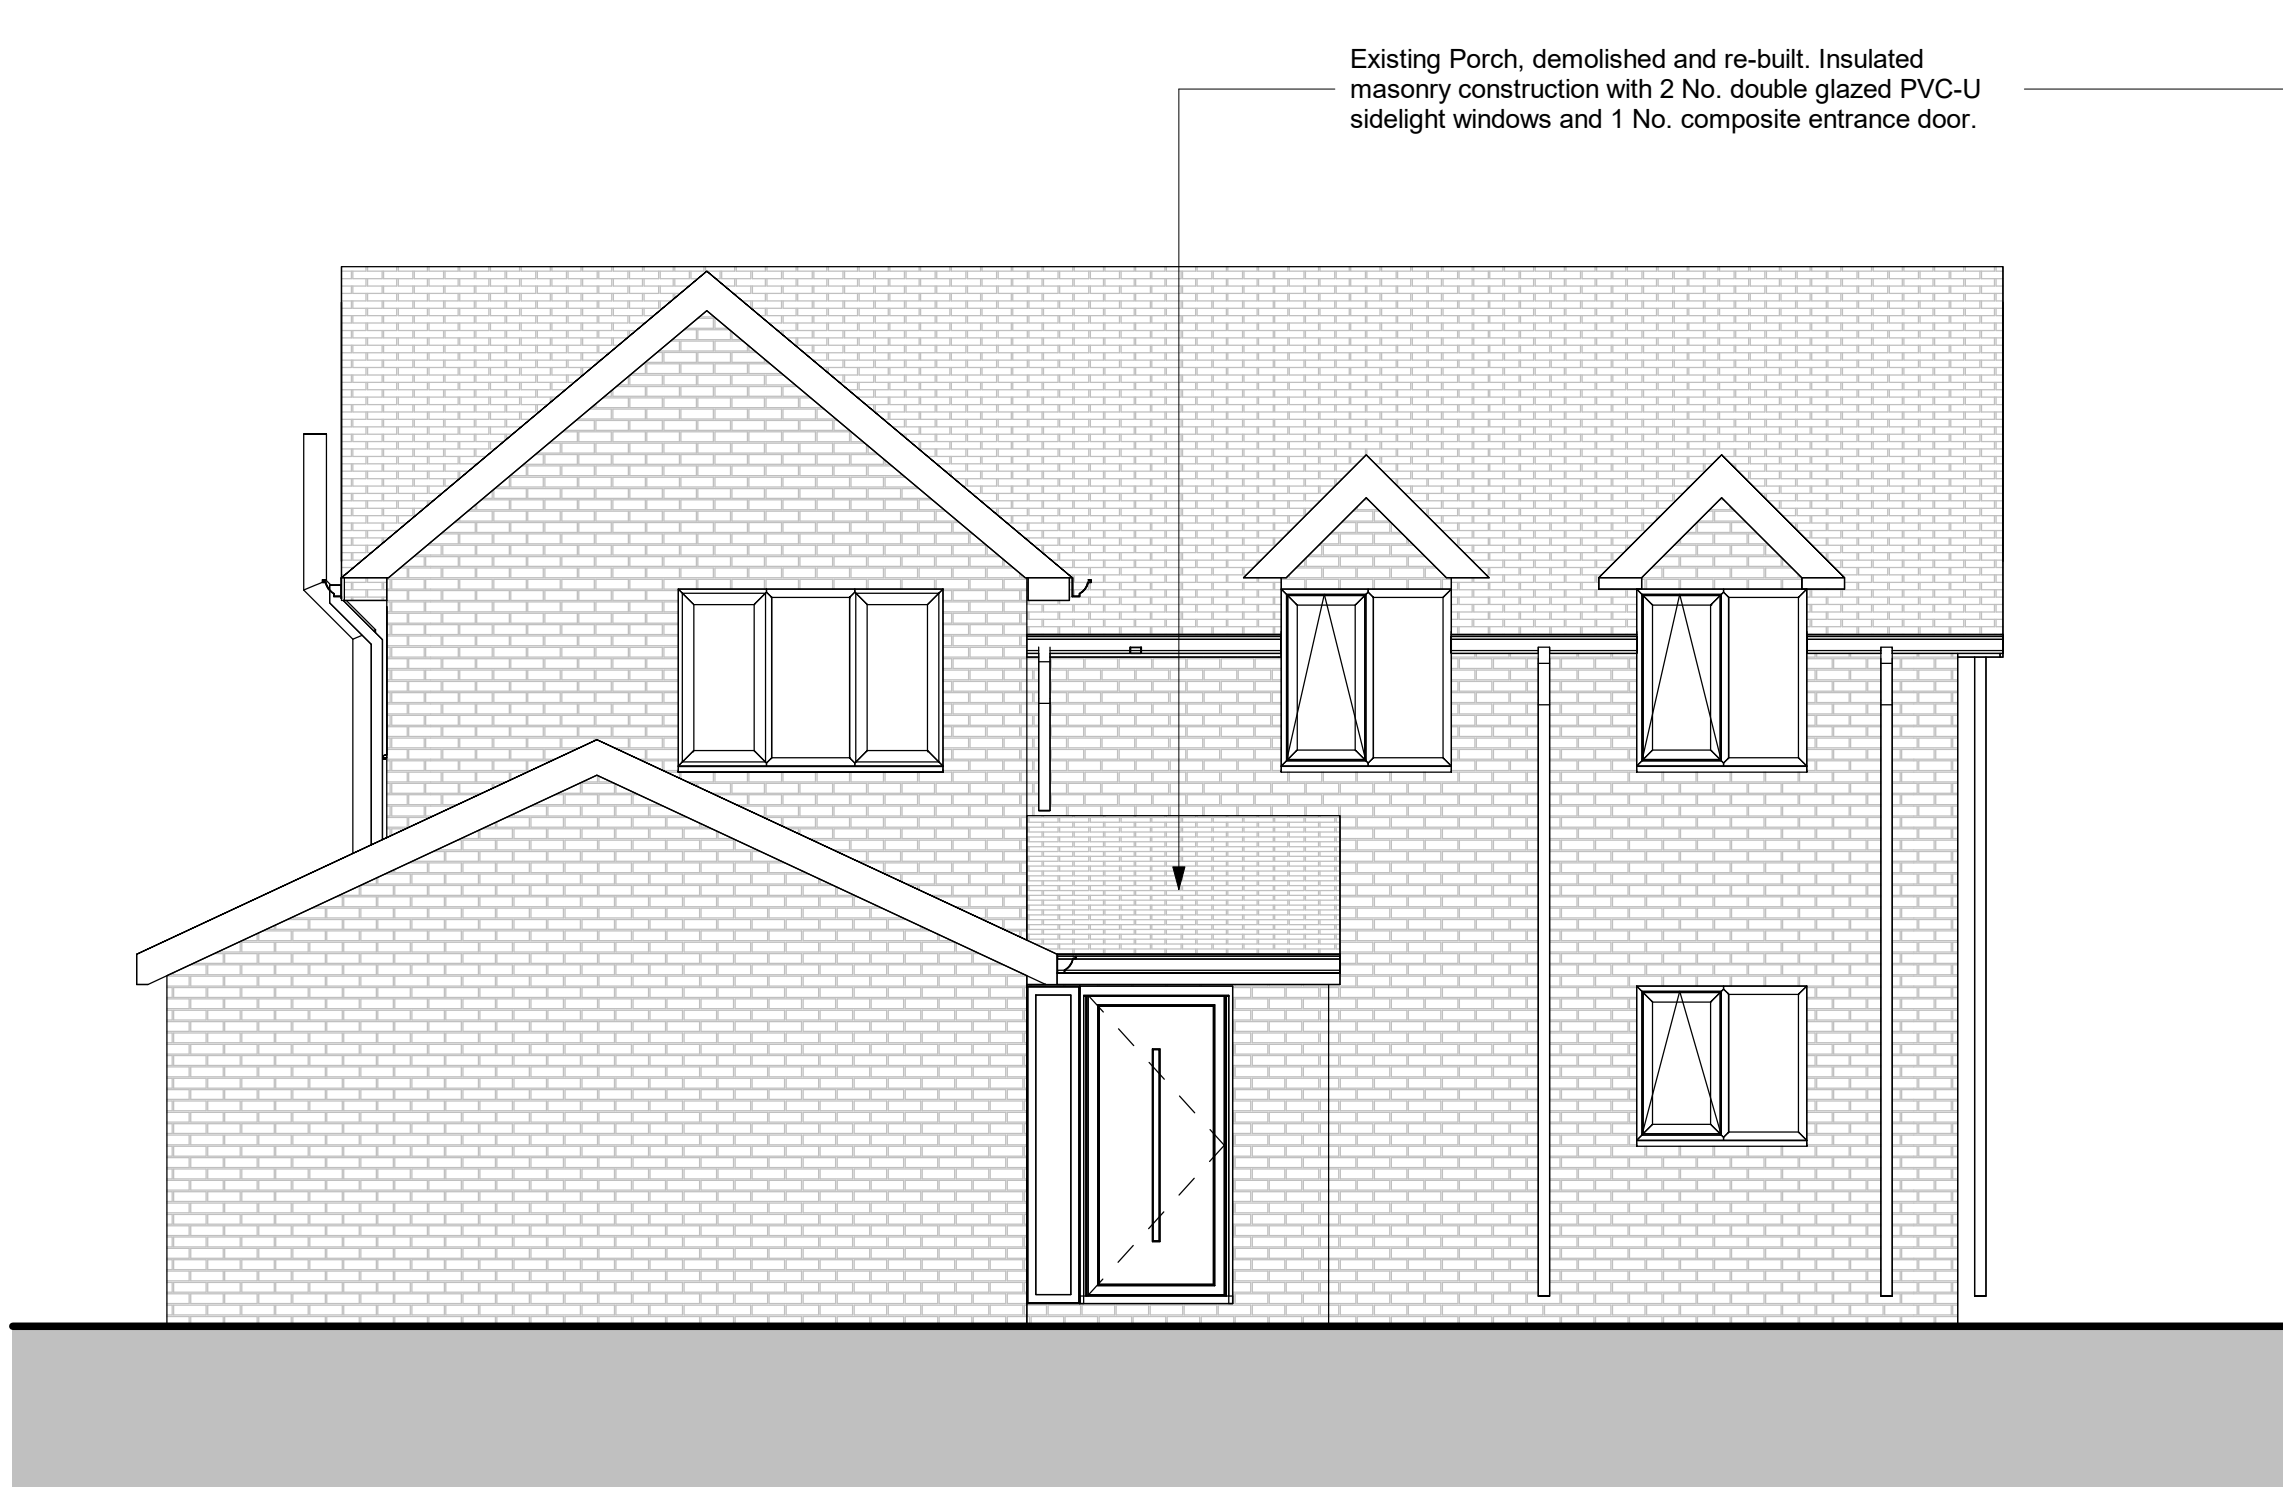 Existing Porch, demolished and re-built. Insulated
masonry construction with 2 No. double glazed PVC-U
sidelight windows and 1 No. composite entrance door.